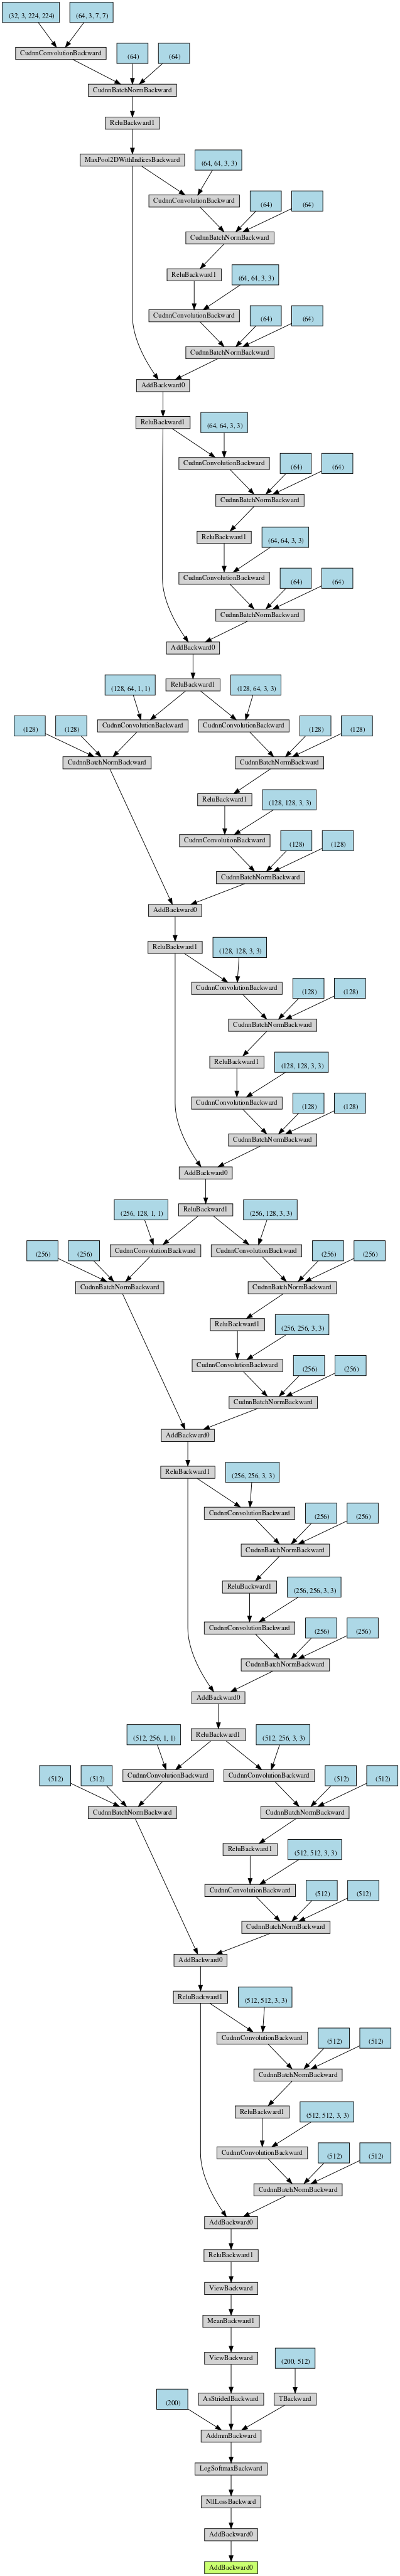 (32, 3, 224, 224) (64, 3, 7, 7)
CudnnConvolutionBackward (64) (64)
CudnnBatchNormBackward
ReluBackward1
MaxPool2DWithIndicesBackward (64, 64, 3, 3)
CudnnConvolutionBackward (64) (64)
CudnnBatchNormBackward
ReluBackward1 (64, 64, 3, 3)
CudnnConvolutionBackward (64) (64)
CudnnBatchNormBackward
AddBackward0
ReluBackward1 (64, 64, 3, 3)
CudnnConvolutionBackward (64) (64)
CudnnBatchNormBackward
ReluBackward1 (64, 64, 3, 3)
CudnnConvolutionBackward (64) (64)
CudnnBatchNormBackward
AddBackward0
(128, 64, 1, 1) ReluBackward1 (128, 64, 3, 3)
(128) (128) CudnnConvolutionBackward CudnnConvolutionBackward (128) (128)
CudnnBatchNormBackward CudnnBatchNormBackward
ReluBackward1 (128, 128, 3, 3)
CudnnConvolutionBackward (128) (128)
CudnnBatchNormBackward
AddBackward0
ReluBackward1 (128, 128, 3, 3)
CudnnConvolutionBackward (128) (128)
CudnnBatchNormBackward
ReluBackward1 (128, 128, 3, 3)
CudnnConvolutionBackward (128) (128)
CudnnBatchNormBackward
AddBackward0
(256, 128, 1, 1) ReluBackward1 (256, 128, 3, 3)
(256) (256) CudnnConvolutionBackward CudnnConvolutionBackward (256) (256)
CudnnBatchNormBackward CudnnBatchNormBackward
ReluBackward1 (256, 256, 3, 3)
CudnnConvolutionBackward (256) (256)
CudnnBatchNormBackward
AddBackward0
ReluBackward1 (256, 256, 3, 3)
CudnnConvolutionBackward (256) (256)
CudnnBatchNormBackward
ReluBackward1 (256, 256, 3, 3)
CudnnConvolutionBackward (256) (256)
CudnnBatchNormBackward
AddBackward0
(512, 256, 1, 1) ReluBackward1 (512, 256, 3, 3)
(512) (512) CudnnConvolutionBackward CudnnConvolutionBackward (512) (512)
CudnnBatchNormBackward CudnnBatchNormBackward
ReluBackward1 (512, 512, 3, 3)
CudnnConvolutionBackward (512) (512)
CudnnBatchNormBackward
AddBackward0
ReluBackward1 (512, 512, 3, 3)
CudnnConvolutionBackward (512) (512)
CudnnBatchNormBackward
ReluBackward1 (512, 512, 3, 3)
CudnnConvolutionBackward (512) (512)
CudnnBatchNormBackward
AddBackward0
ReluBackward1
ViewBackward
MeanBackward1
ViewBackward (200, 512)
(200) AsStridedBackward TBackward
AddmmBackward
LogSoftmaxBackward
NllLossBackward
AddBackward0
AddBackward0